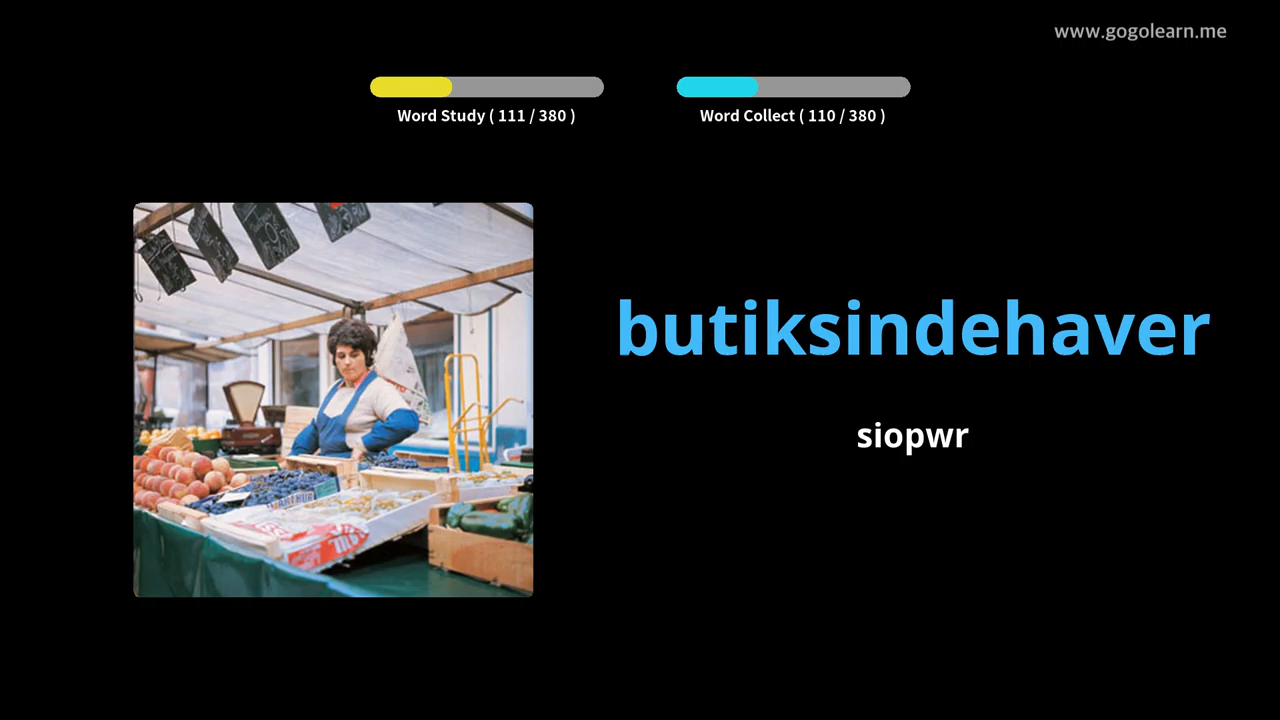 www.gogolearn.me
Word Study ( 111 / 380 )
Word Collect ( 110 / 380 )
butiksindehaver
siopwr